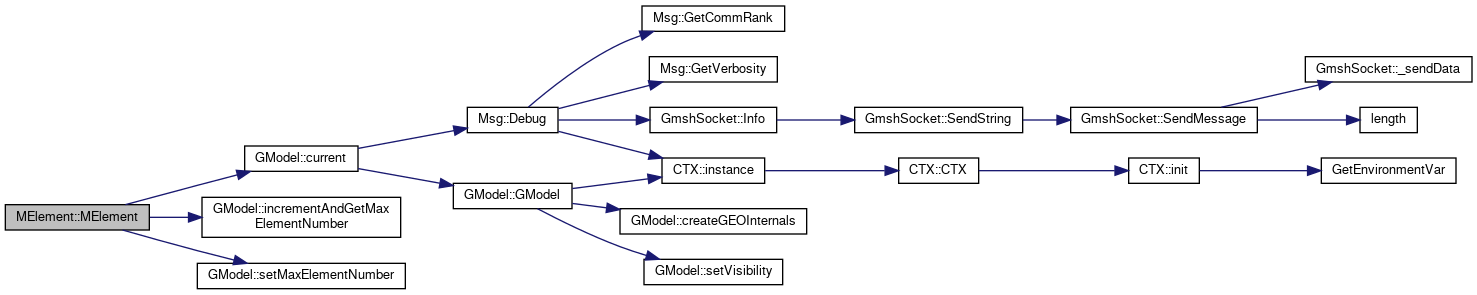 Msg::GetCommRank
Msg::GetVerbosity
GmshSocket::_sendData
Msg::Debug
GmshSocket::Info
GmshSocket::SendString
GmshSocket::SendMessage
length
GModel::current
CTX::instance
CTX::CTX
CTX::init
GetEnvironmentVar
GModel::GModel
MElement::MElement
GModel::incrementAndGetMax
ElementNumber
GModel::createGEOInternals
GModel::setMaxElementNumber
GModel::setVisibility